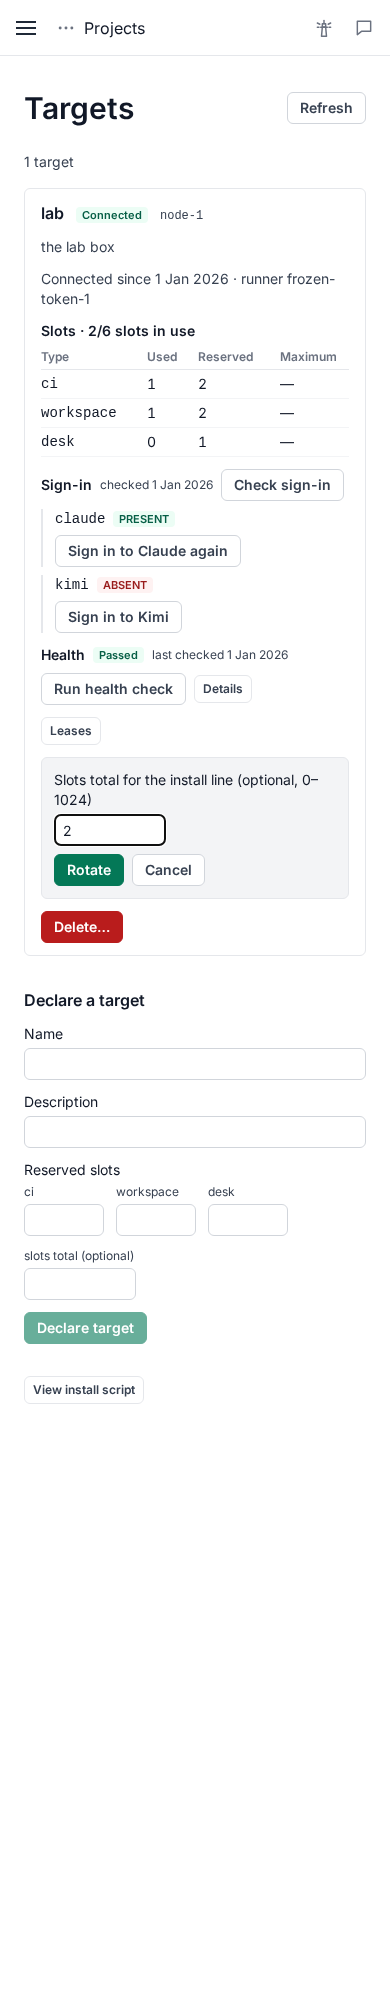 Projects
Targets
Refresh
1 target
lab Connected node-1
the lab box
Connected since 1 Jan 2026 · runner frozen-
token-1
Slots · 2/6 slots in use
Type Used Reserved Maximum
ci 1 2 —
workspace 1 2 —
desk 0 1 —
Sign-in checked 1 Jan 2026 Check sign-in
claude PRESENT
Sign in to Claude again
kimi ABSENT
Sign in to Kimi
Health Passed last checked 1 Jan 2026
Run health check Details
Leases
Slots total for the install line (optional, 0–
1024)
2
Rotate Cancel
Delete...
Declare a target
Name
Description
Reserved slots
ci workspace desk
slots total (optional)
Declare target
View install script